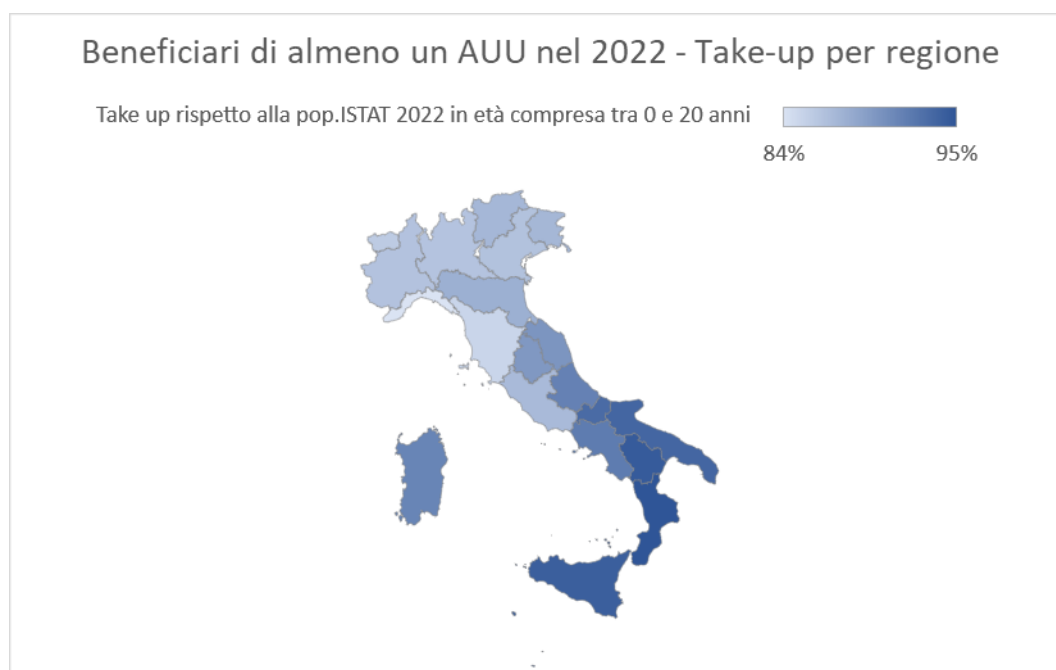 Beneficiari di almeno un AUU nel 2022 - Take-up per regione
Take up rispetto alla pop.ISTAT 2022 in età compresa tra 0 e 20 anni
84% 95%